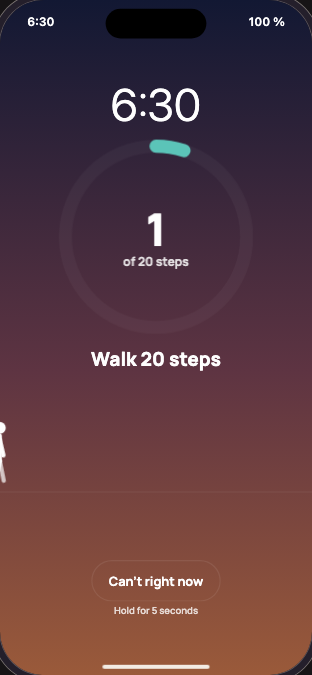 6:30
100 %
6:30
1
of 20 steps
Walk 20 steps
Can't right now
Hold for 5 seconds